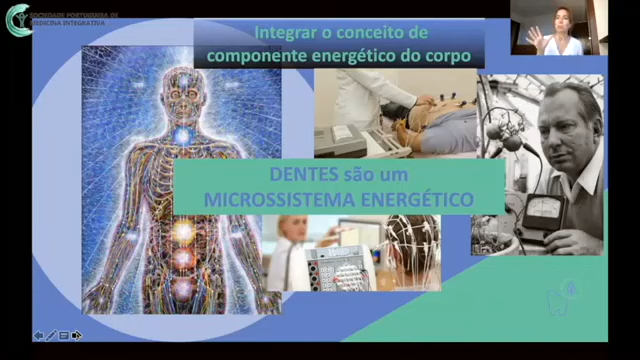 SOCIEDADE PORTUGUESA DE
MEDICINA INTEGRATIVA
Integrar o conceito de
componente energético do corpo
DENTES são um
MICROSSISTEMA ENERGÉTICO